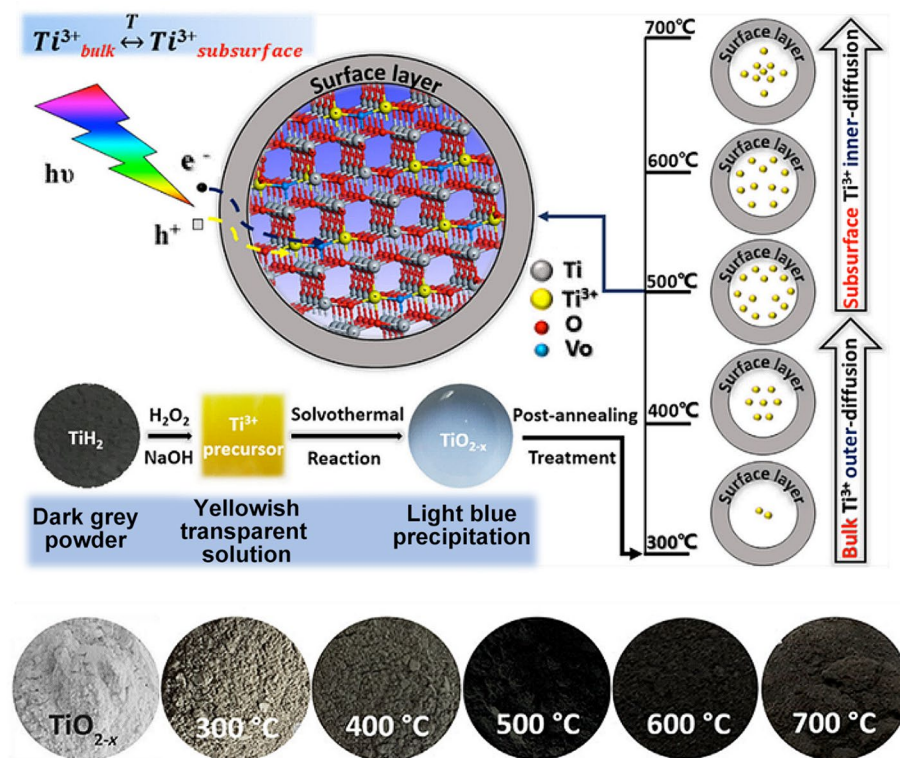 T
Ti³⁺bulk ↔ Ti³⁺subsurface
hυ
e⁻
h⁺
Surface layer
Ti
Ti³⁺
O
Vo
TiH₂
H₂O₂
NaOH
Ti³⁺
precursor
Solvothermal
Reaction
TiO₂₋ₓ
Post-annealing
Treatment
Dark grey
powder
Yellowish
transparent
solution
Light blue
precipitation
700℃
Surface layer
600℃
Surface layer
500℃
Surface layer
400℃
Surface layer
300℃
Surface layer
Subsurface Ti³⁺ inner-diffusion
Bulk Ti³⁺ outer-diffusion
TiO₂₋ₓ
300 °C
400 °C
500 °C
600 °C
700 °C